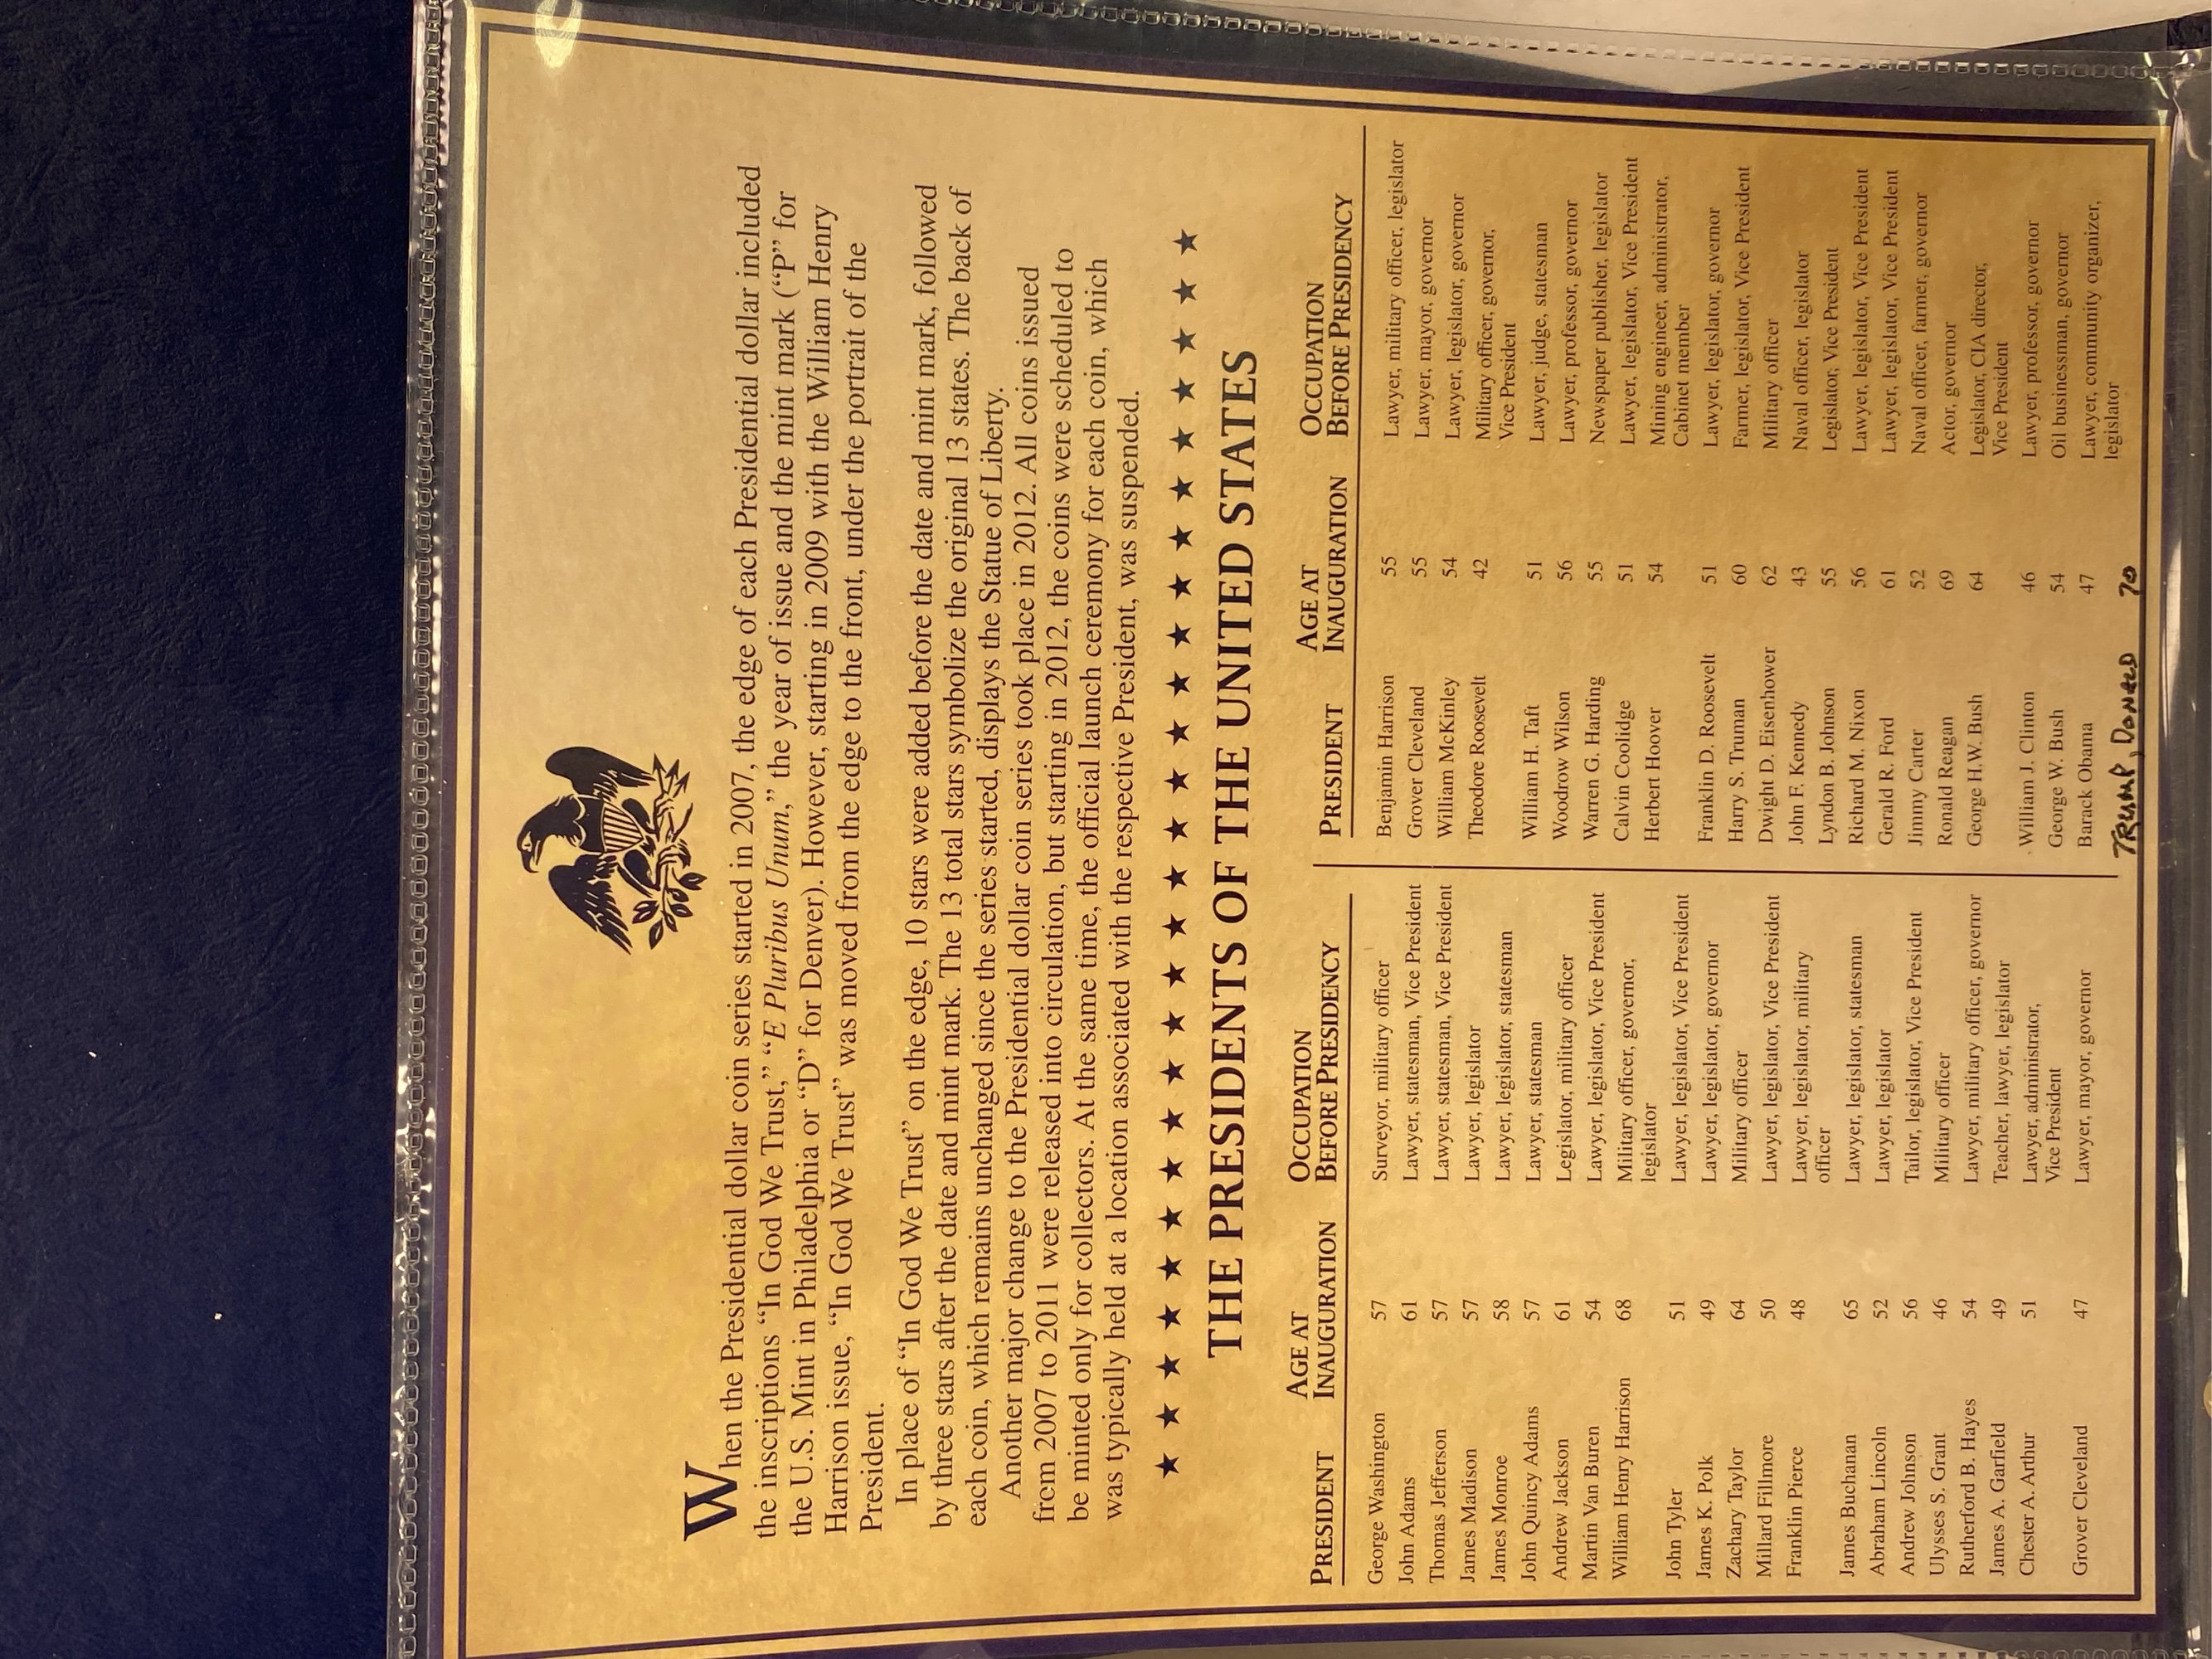 When the Presidential dollar coin series started in 2007, the edge of each Presidential dollar included
the inscriptions “In God We Trust,” “E Pluribus Unum,” the year of issue and the mint mark (“P” for
the U.S. Mint in Philadelphia or “D” for Denver). However, starting in 2009 with the William Henry
Harrison issue, “In God We Trust” was moved from the edge to the front, under the portrait of the
President.
In place of “In God We Trust” on the edge, 10 stars were added before the date and mint mark, followed
by three stars after the date and mint mark. The 13 total stars symbolize the original 13 states. The back of
each coin, which remains unchanged since the series started, displays the Statue of Liberty.
Another major change to the Presidential dollar coin series took place in 2012. All coins issued
from 2007 to 2011 were released into circulation, but starting in 2012, the coins were scheduled to
be minted only for collectors. At the same time, the official launch ceremony for each coin, which
was typically held at a location associated with the respective President, was suspended.
THE PRESIDENTS OF THE UNITED STATES
PRESIDENT AGE AT INAUGURATION OCCUPATION BEFORE PRESIDENCY
George Washington 57 Surveyor, military officer
John Adams 61 Lawyer, statesman, Vice President
Thomas Jefferson 57 Lawyer, statesman, Vice President
James Madison 57 Lawyer, legislator
James Monroe 58 Lawyer, legislator, statesman
John Quincy Adams 57 Lawyer, statesman
Andrew Jackson 61 Legislator, military officer
Martin Van Buren 54 Lawyer, legislator, Vice President
William Henry Harrison 68 Military officer, governor,
legislator
John Tyler 51 Lawyer, legislator, Vice President
James K. Polk 49 Lawyer, legislator, governor
Zachary Taylor 64 Military officer
Millard Fillmore 50 Lawyer, legislator, Vice President
Franklin Pierce 48 Lawyer, legislator, military
officer
James Buchanan 65 Lawyer, legislator, statesman
Abraham Lincoln 52 Lawyer, legislator
Andrew Johnson 56 Tailor, legislator, Vice President
Ulysses S. Grant 46 Military officer
Rutherford B. Hayes 54 Lawyer, military officer, governor
James A. Garfield 49 Teacher, lawyer, legislator
Chester A. Arthur 51 Lawyer, administrator,
Vice President
Grover Cleveland 47 Lawyer, mayor, governor
PRESIDENT AGE AT INAUGURATION OCCUPATION BEFORE PRESIDENCY
Benjamin Harrison 55 Lawyer, military officer, legislator
Grover Cleveland 55 Lawyer, mayor, governor
William McKinley 54 Lawyer, legislator, governor
Theodore Roosevelt 42 Military officer, governor,
Vice President
William H. Taft 51 Lawyer, judge, statesman
Woodrow Wilson 56 Lawyer, professor, governor
Warren G. Harding 55 Newspaper publisher, legislator
Calvin Coolidge 51 Lawyer, legislator, Vice President
Herbert Hoover 54 Mining engineer, administrator,
Cabinet member
Franklin D. Roosevelt 51 Lawyer, legislator, governor
Harry S. Truman 60 Farmer, legislator, Vice President
Dwight D. Eisenhower 62 Military officer
John F. Kennedy 43 Naval officer, legislator
Lyndon B. Johnson 55 Legislator, Vice President
Richard M. Nixon 56 Lawyer, legislator, Vice President
Gerald R. Ford 61 Lawyer, legislator, Vice President
Jimmy Carter 52 Naval officer, farmer, governor
Ronald Reagan 69 Actor, governor
George H.W. Bush 64 Legislator, CIA director,
Vice President
William J. Clinton 46 Lawyer, professor, governor
George W. Bush 54 Oil businessman, governor
Barack Obama 47 Lawyer, community organizer,
legislator
TRUMP, DONALD 70